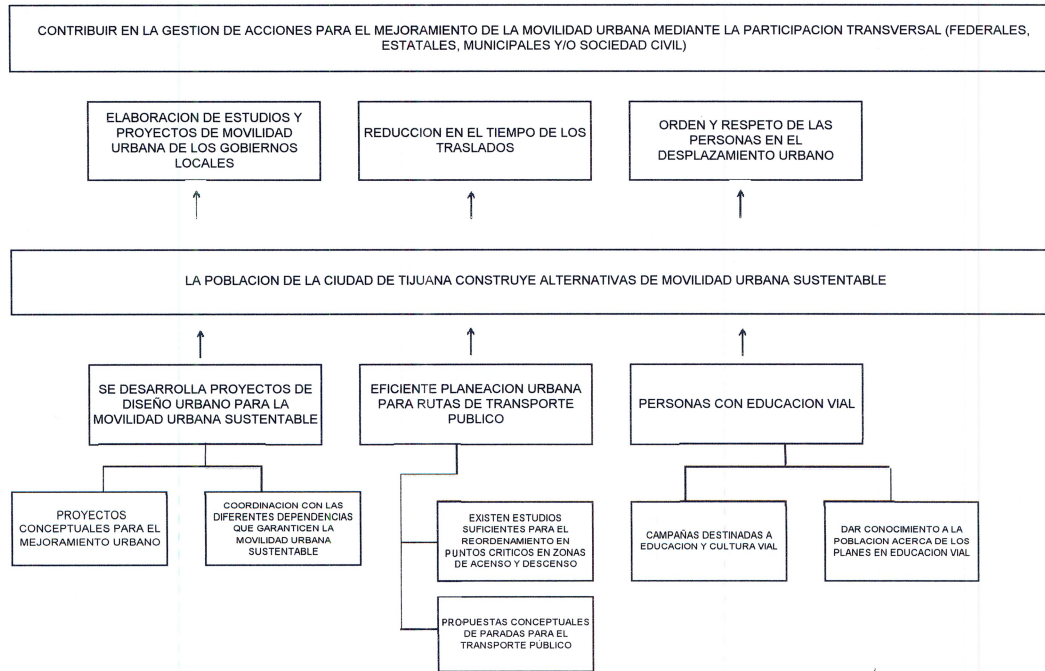 CONTRIBUIR EN LA GESTION DE ACCIONES PARA EL MEJORAMIENTO DE LA MOVILIDAD URBANA MEDIANTE LA PARTICIPACION TRANSVERSAL (FEDERALES,
ESTATALES, MUNICIPALES Y/O SOCIEDAD CIVIL)
ELABORACION DE ESTUDIOS Y
PROYECTOS DE MOVILIDAD
URBANA DE LOS GOBIERNOS
LOCALES
REDUCCION EN EL TIEMPO DE LOS
TRASLADOS
ORDEN Y RESPETO DE LAS
PERSONAS EN EL
DESPLAZAMIENTO URBANO
LA POBLACION DE LA CIUDAD DE TIJUANA CONSTRUYE ALTERNATIVAS DE MOVILIDAD URBANA SUSTENTABLE
SE DESARROLLA PROYECTOS DE
DISEÑO URBANO PARA LA
MOVILIDAD URBANA SUSTENTABLE
EFICIENTE PLANEACION URBANA
PARA RUTAS DE TRANSPORTE
PUBLICO
PERSONAS CON EDUCACION VIAL
PROYECTOS
CONCEPTUALES PARA EL
MEJORAMIENTO URBANO
COORDINACION CON LAS
DIFERENTES DEPENDENCIAS
QUE GARANTICEN LA
MOVILIDAD URBANA
SUSTENTABLE
EXISTEN ESTUDIOS
SUFICIENTES PARA EL
REORDENAMIENTO EN
PUNTOS CRITICOS EN ZONAS
DE ACENSO Y DESCENSO
CAMPAÑAS DESTINADAS A
EDUCACION Y CULTURA VIAL
DAR CONOCIMIENTO A LA
POBLACION ACERCA DE LOS
PLANES EN EDUCACION VIAL
PROPUESTAS CONCEPTUALES
DE PARADAS PARA EL
TRANSPORTE PÚBLICO